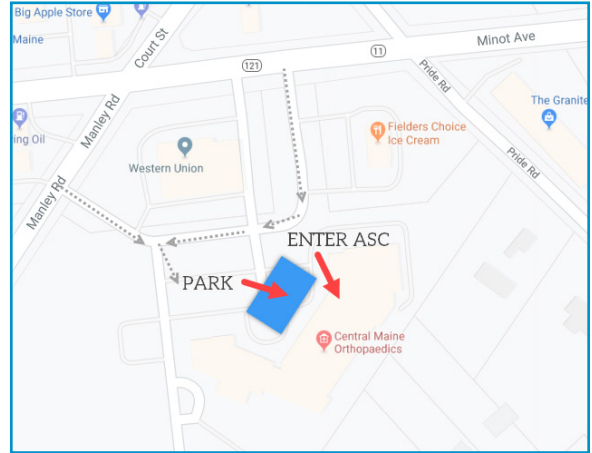 Big Apple Store
Maine
Court St
121
11
Minot Ave
Pride Rd
The Granite
ing Oil
Manley Rd
Fielders Choice
Ice Cream
Western Union
Pride Rd
Manley Rd
ENTER ASC
PARK
Central Maine
Orthopaedics